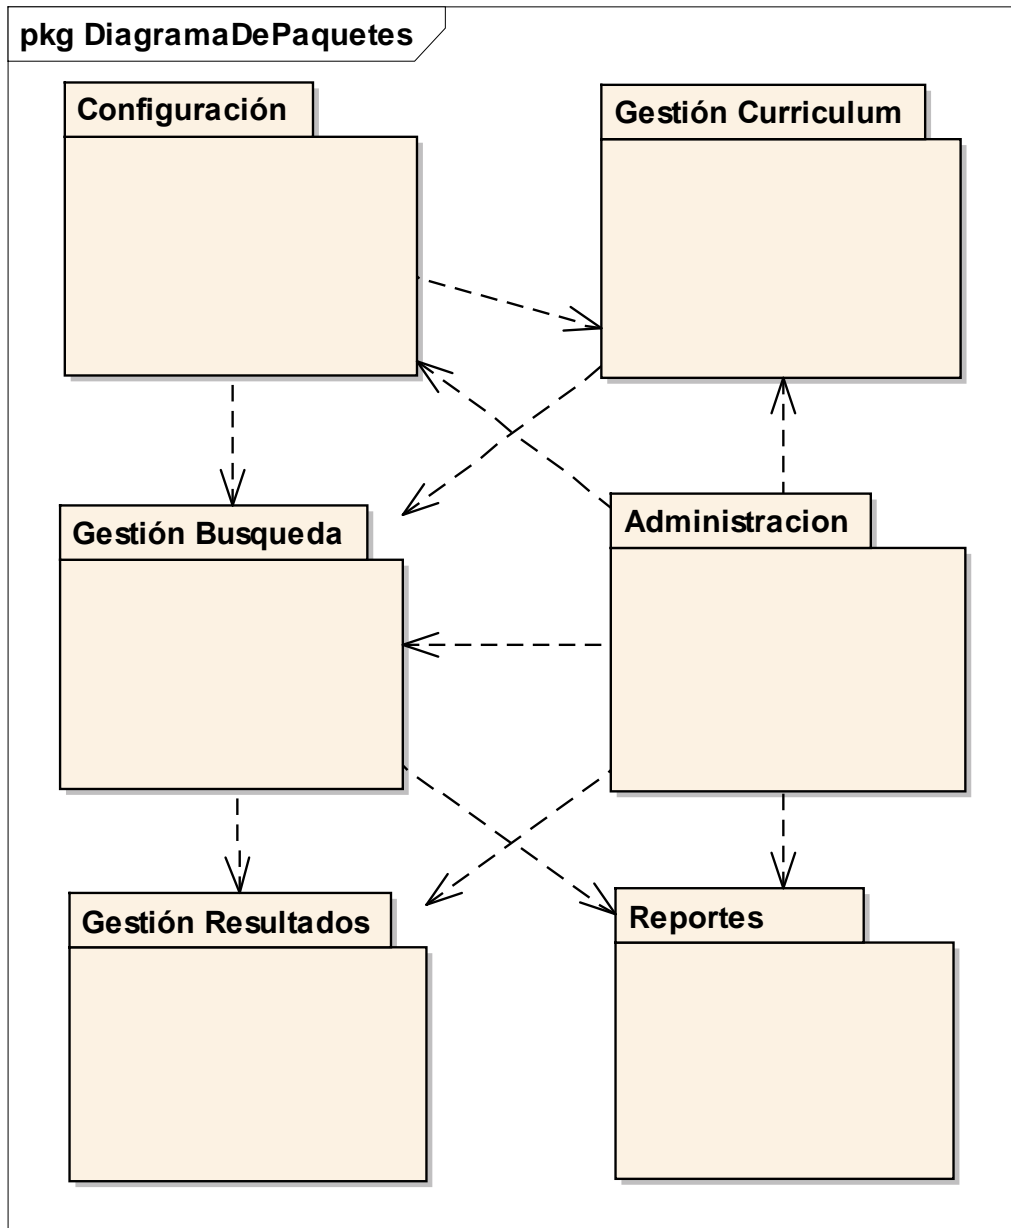 pkg DiagramaDePaquetes
Configuración
Gestión Curriculum
Gestión Busqueda
Administracion
Gestión Resultados
Reportes